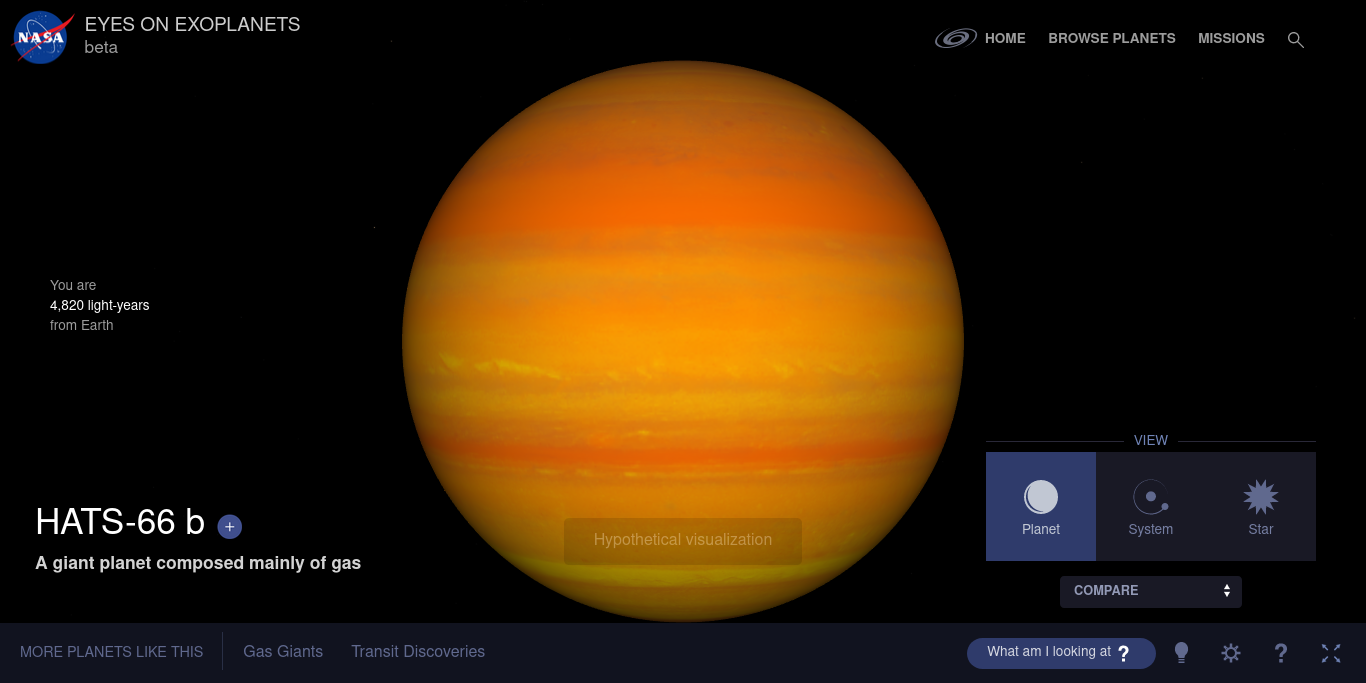 NASA
EYES ON EXOPLANETS
beta
HOME
BROWSE PLANETS
MISSIONS
You are
4,820 light-years
from Earth
VIEW
Planet
System
Star
HATS-66 b +
A giant planet composed mainly of gas
Hypothetical visualization
COMPARE
MORE PLANETS LIKE THIS
Gas Giants
Transit Discoveries
What am I looking at ?
?